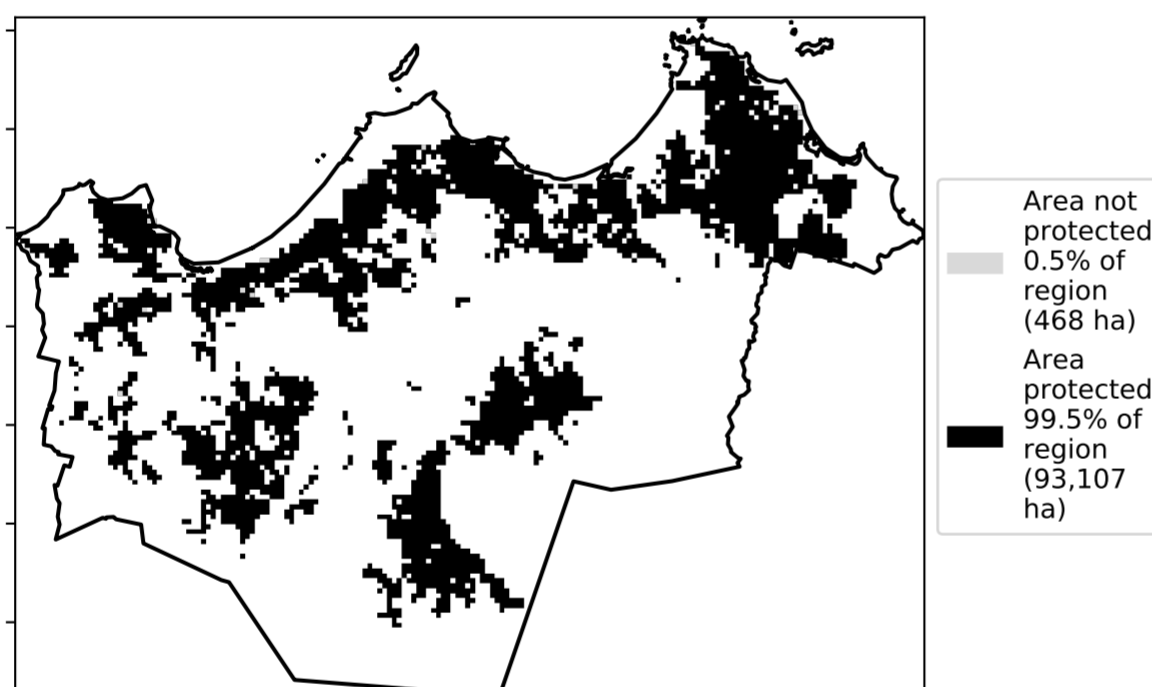 Area not
protected
0.5% of
region
(468 ha)
Area
protected
99.5% of
region
(93,107
ha)